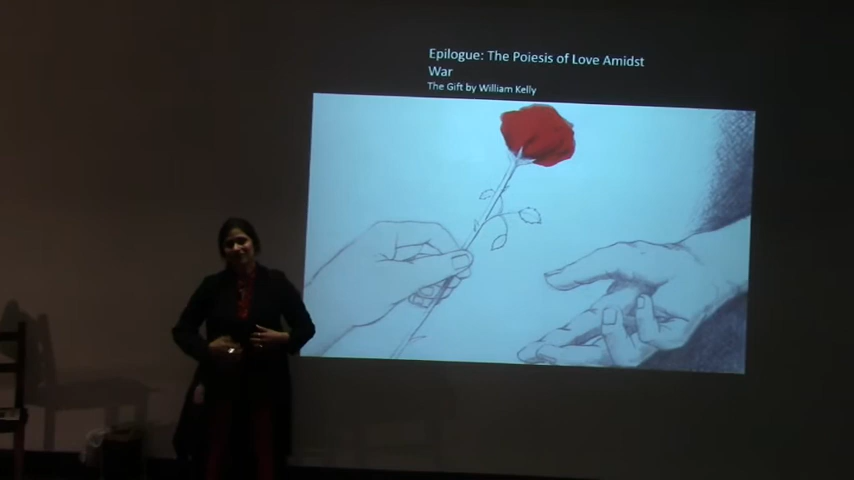 Epilogue: The Poiesis of Love Amidst
War
The Gift by William Kelly